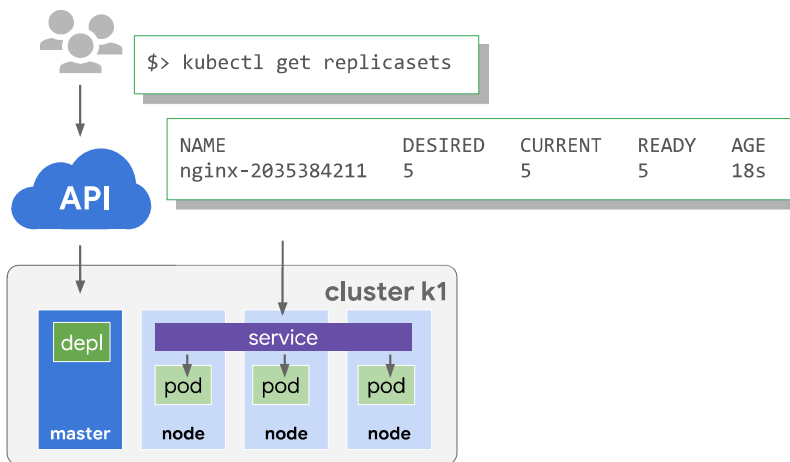 $> kubectl get replicasets
NAME DESIRED CURRENT READY AGE
nginx-2035384211 5 5 5 18s
API
cluster k1
depl
service
pod pod pod
master node node node